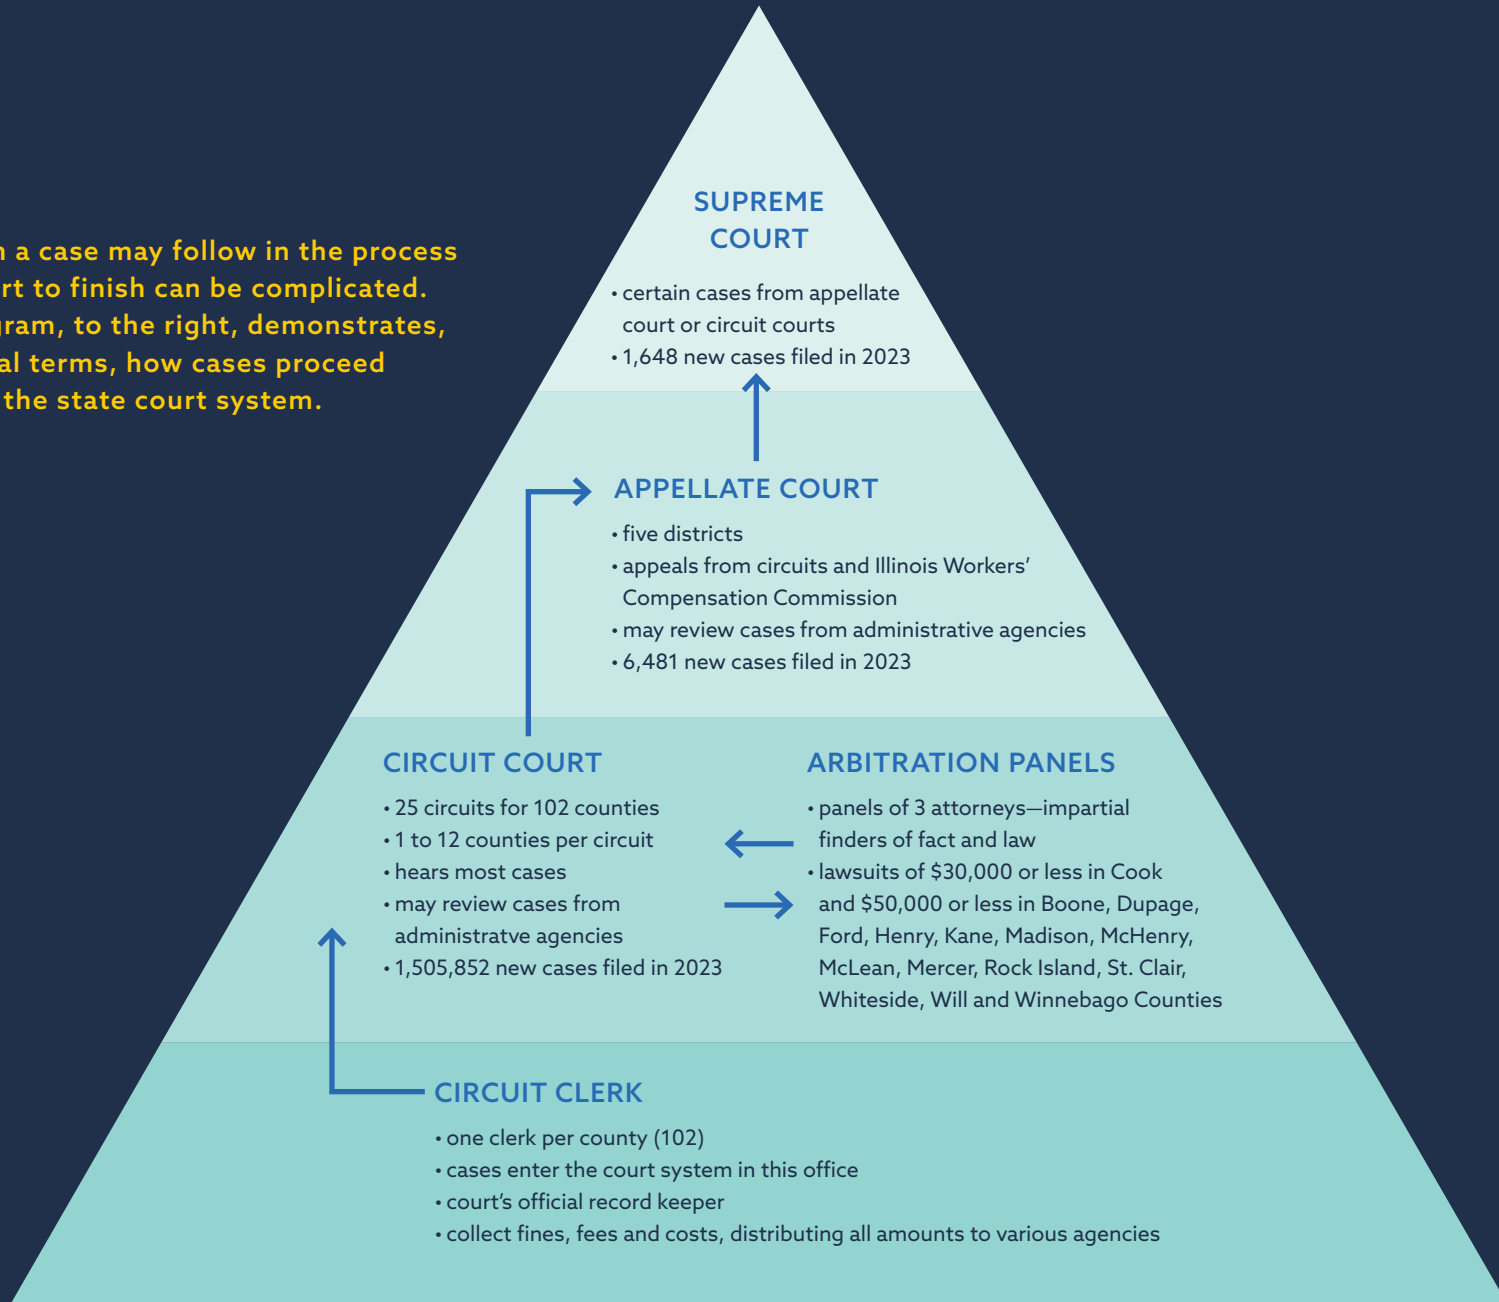 a case may follow in the process
to finish can be complicated.
to the right, demonstrates,
terms, how cases proceed
the state court system.
SUPREME
COURT
• certain cases from appellate
court or circuit courts
• 1,648 new cases filed in 2023
APPELLATE COURT
• five districts
• appeals from circuits and Illinois Workers’
Compensation Commission
• may review cases from administrative agencies
• 6,481 new cases filed in 2023
CIRCUIT COURT
• 25 circuits for 102 counties
• 1 to 12 counties per circuit
• hears most cases
• may review cases from
administratve agencies
• 1,505,852 new cases filed in 2023
ARBITRATION PANELS
• panels of 3 attorneys—impartial
finders of fact and law
• lawsuits of $30,000 or less in Cook
and $50,000 or less in Boone, Dupage,
Ford, Henry, Kane, Madison, McHenry,
McLean, Mercer, Rock Island, St. Clair,
Whiteside, Will and Winnebago Counties
CIRCUIT CLERK
• one clerk per county (102)
• cases enter the court system in this office
• court’s official record keeper
• collect fines, fees and costs, distributing all amounts to various agencies